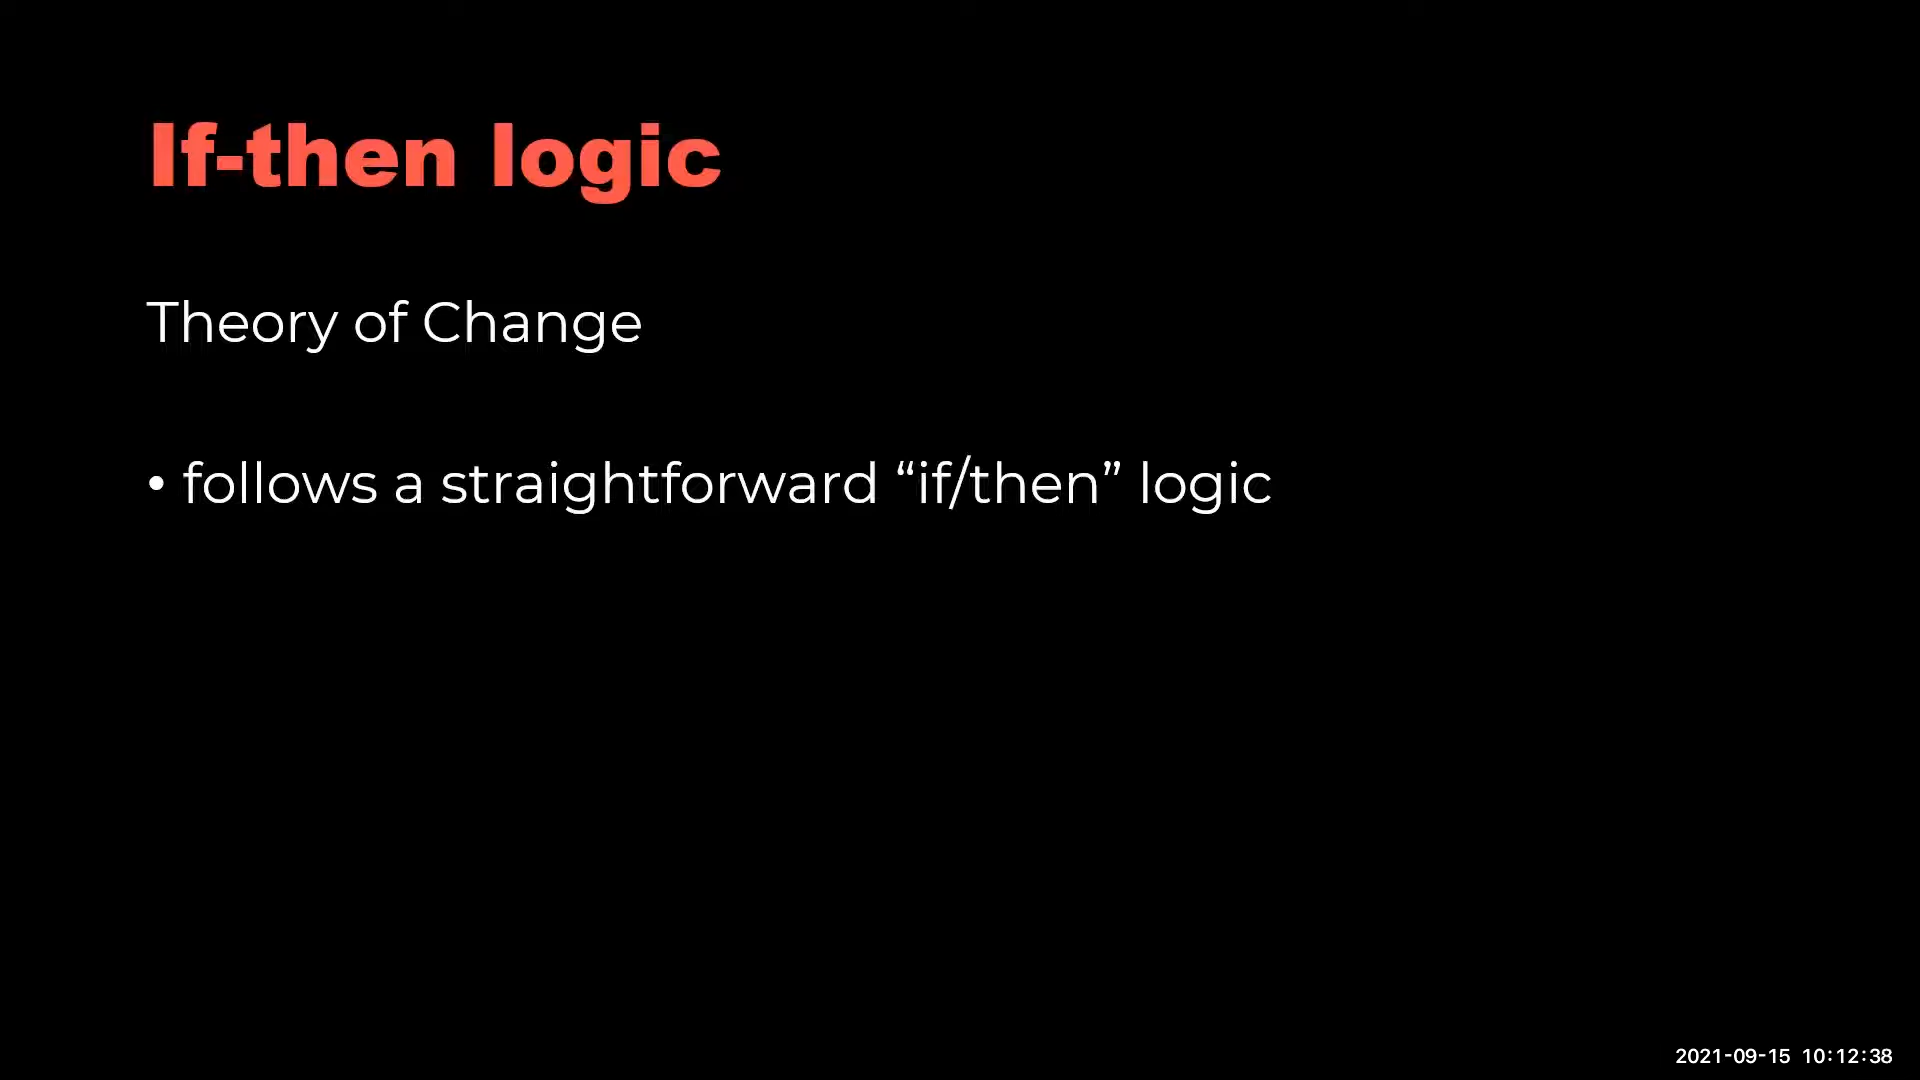 If-then logic
Theory of Change
• follows a straightforward “if/then” logic
2021-09-15 10:12:38